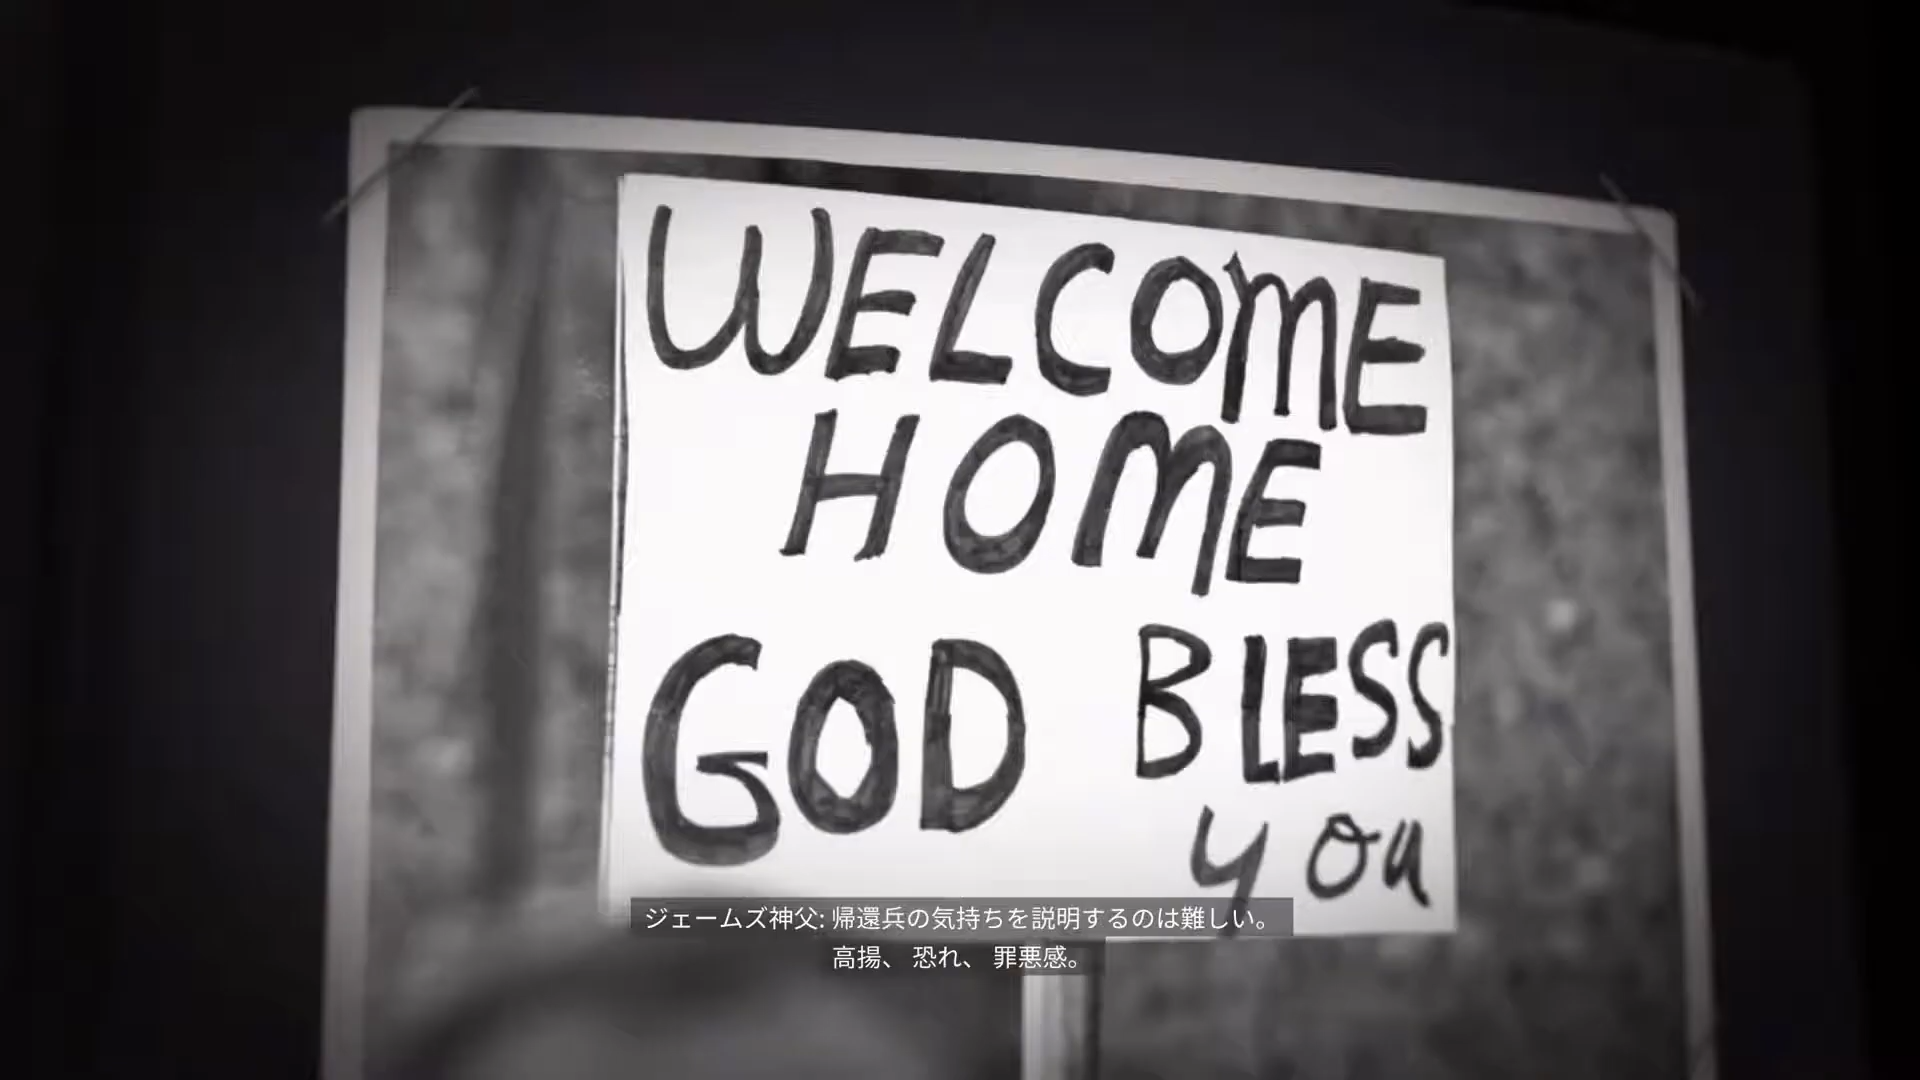 WELCOME
HOME
GOD BLESS
you
ジェームズ神父: 帰還兵の気持ちを説明するのは難しい。
高揚、 恐れ、 罪悪感。